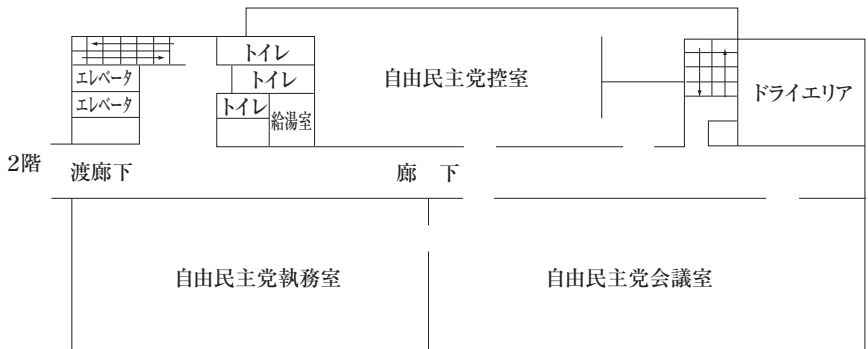 トイレ
エレベータ
トイレ
自由民主党控室
ドライエリア
エレベータ
トイレ
給湯室
2階
渡廊下
廊　下
自由民主党執務室
自由民主党会議室